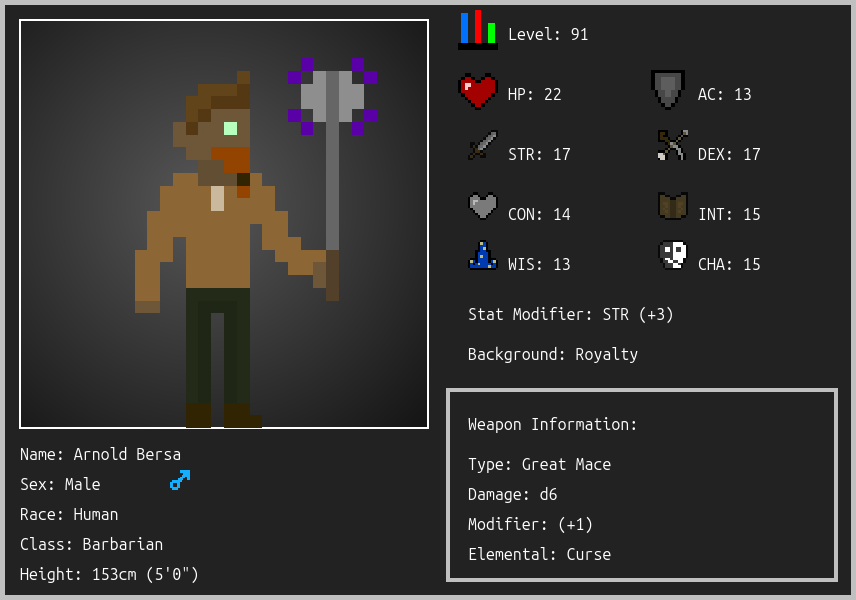 Level: 91
HP: 22
AC: 13
STR: 17
DEX: 17
CON: 14
INT: 15
WIS: 13
CHA: 15
Stat Modifier: STR (+3)
Background: Royalty
Name: Arnold Bersa
Sex: Male
Race: Human
Class: Barbarian
Height: 153cm (5'0")
Weapon Information:
Type: Great Mace
Damage: d6
Modifier: (+1)
Elemental: Curse